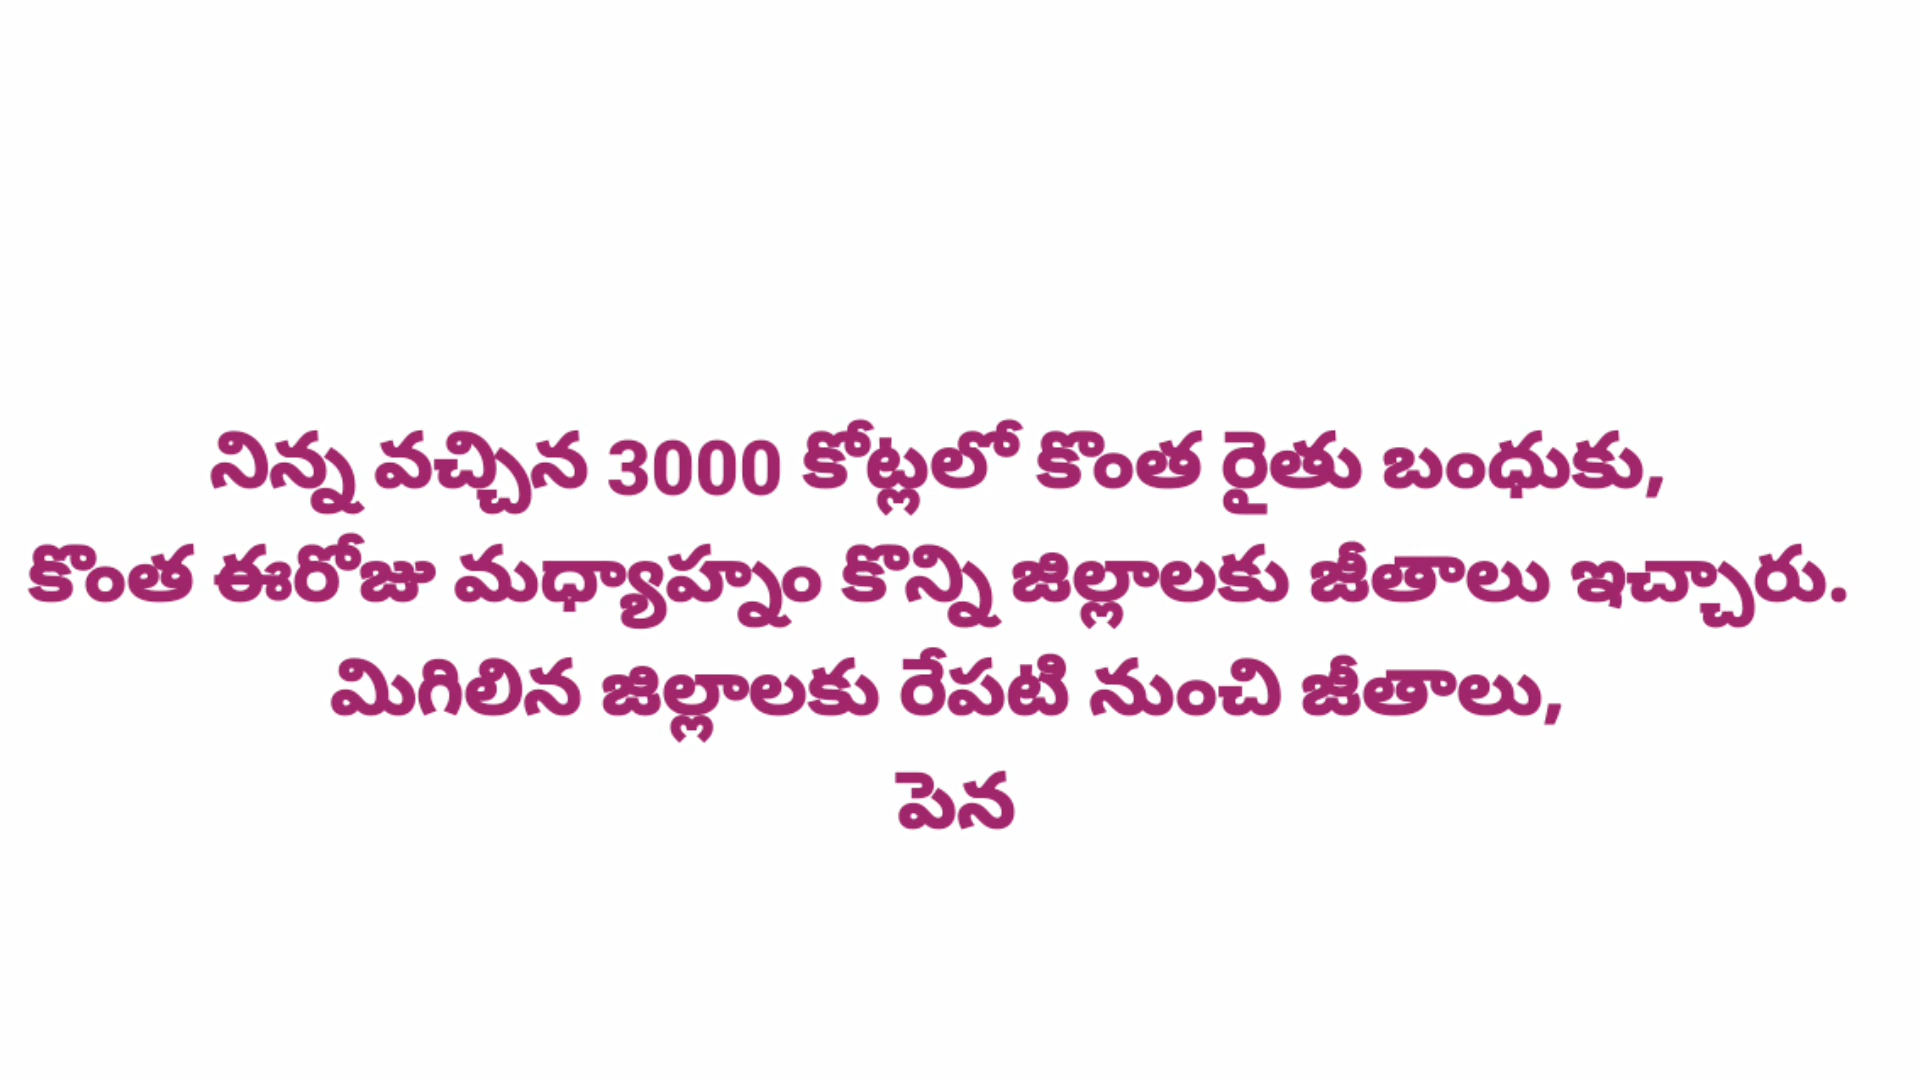 నిన్న వచ్చిన 3000 కోట్లలో కొంత రైతు బంధుకు,
కొంత ఈరోజు మధ్యాహ్నం కొన్ని జిల్లాలకు జీతాలు ఇచ్చారు.
మిగిలిన జిల్లాలకు రేపటి నుంచి జీతాలు,
పెన